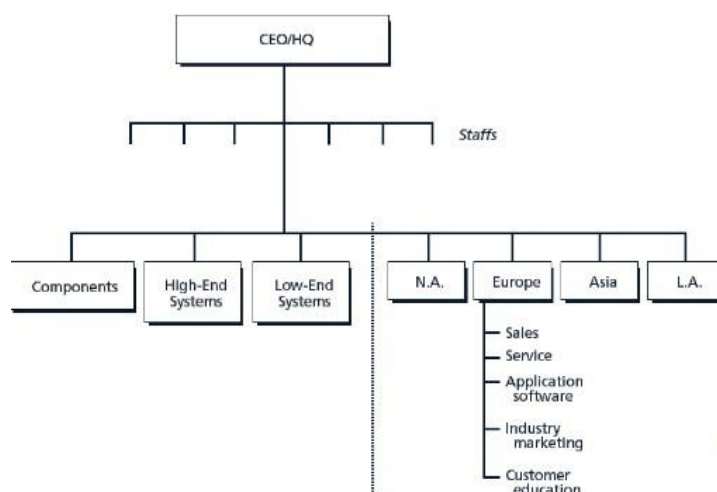 CEO/HQ
Staffs
Components
High-End
Systems
Low-End
Systems
N.A.
Europe
Asia
L.A.
Sales
Service
Application
software
Industry
marketing
Customer
education